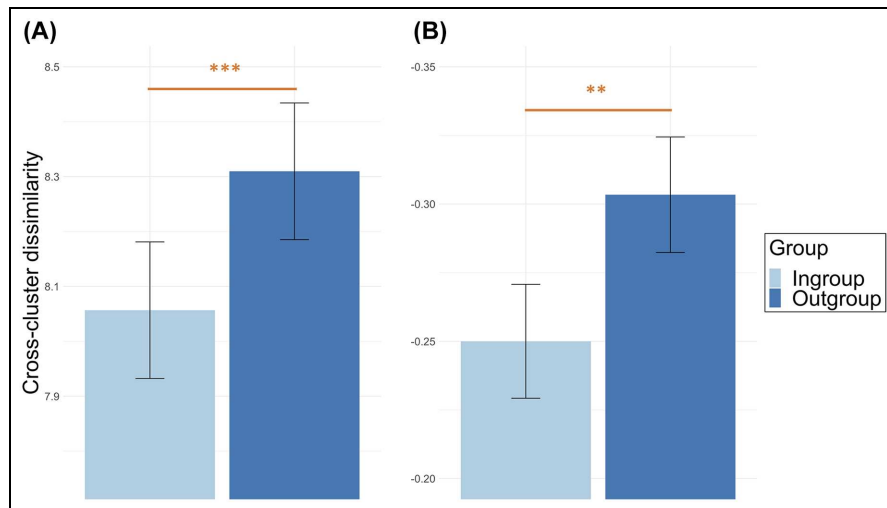 (A)
(B)
***
**
8.5
8.3
8.1
7.9
Cross-cluster dissimilarity
-0.35
-0.30
-0.25
-0.20
Group
Ingroup
Outgroup